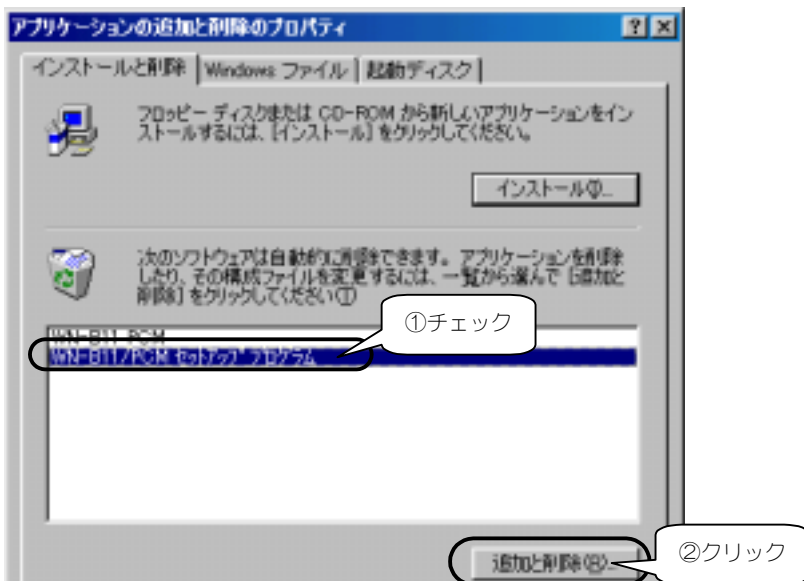 アプリケーションの追加と削除のプロパティ
インストールと削除
Windows ファイル
起動ディスク
フロッピー ディスクまたは CD-ROM から新しいアプリケーションをイン
ストールするには、[インストール] をクリックしてください。
インストール(I)...
次のソフトウェアは自動的に削除できます。アプリケーションを削除
したり、その構成ファイルを変更するには、一覧から選んで [追加と
削除] をクリックしてください(T)
①チェック
WN-B11 PCM
WN-B11/PCM セットアップ プログラム
追加と削除(R)...
②クリック